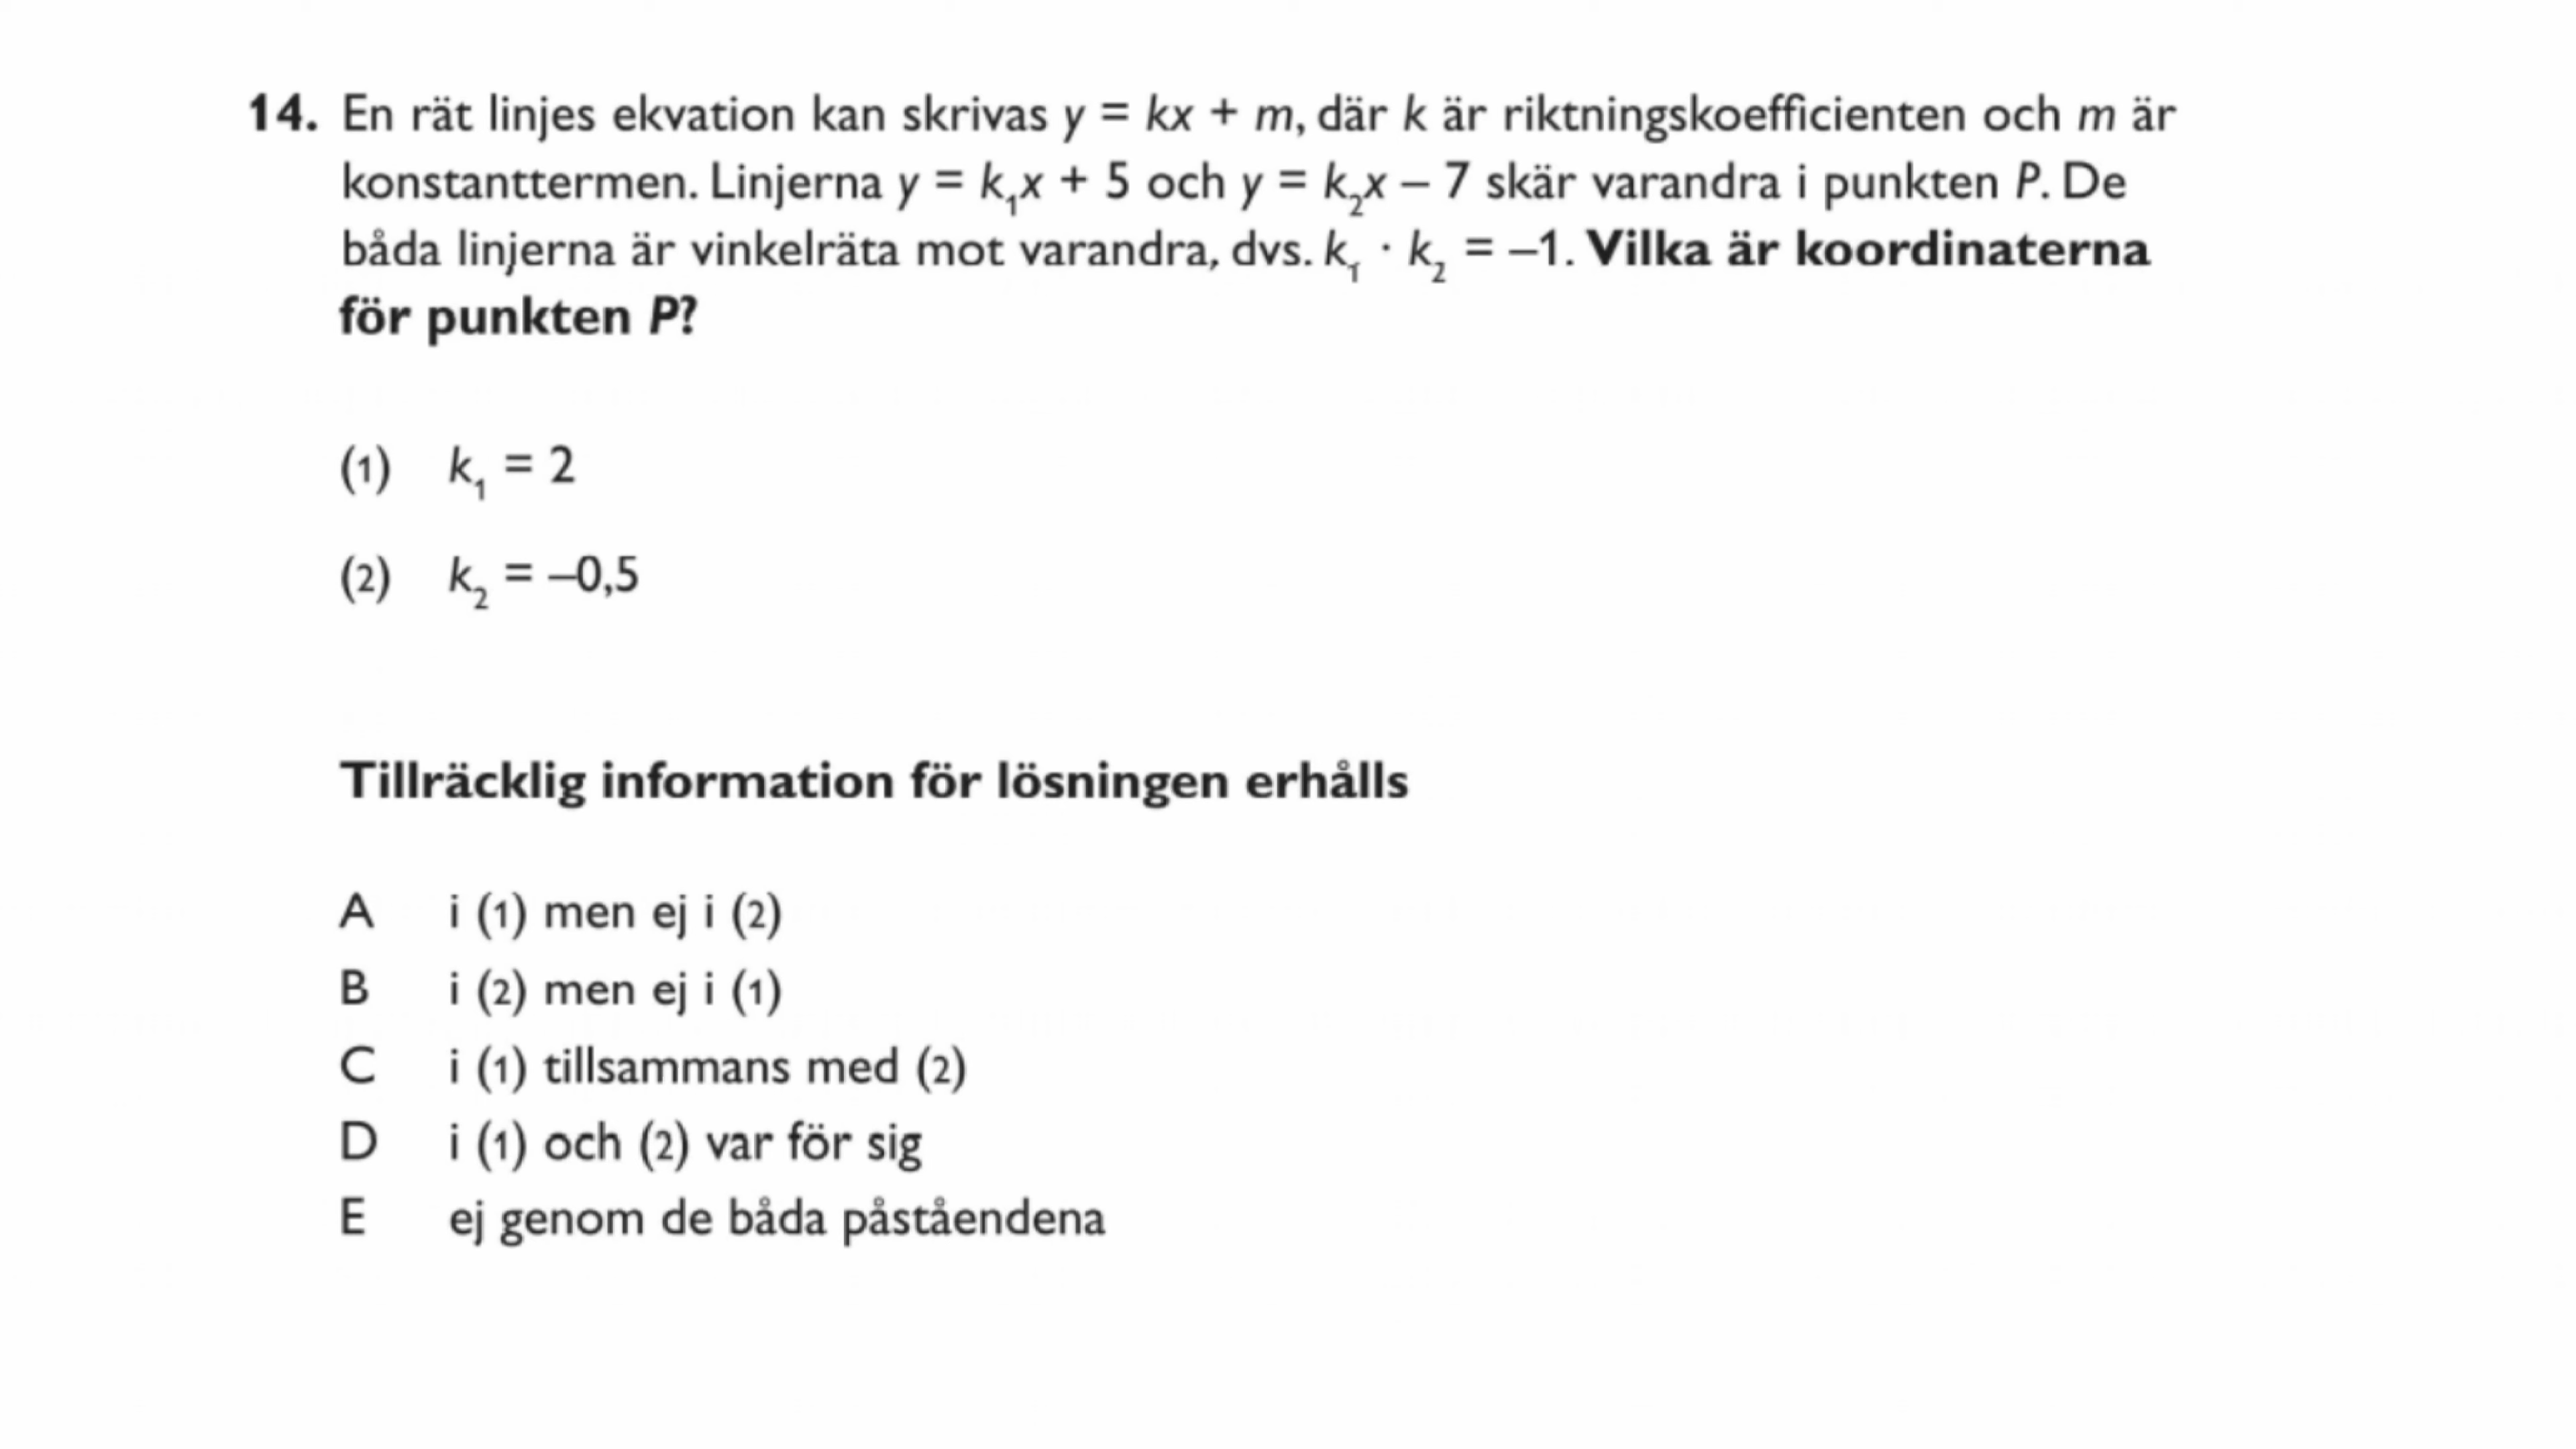 14. En rät linjes ekvation kan skrivas y = kx + m, där k är riktningskoefficienten och m är
konstanttermen. Linjerna y = k₁x + 5 och y = k₂x – 7 skär varandra i punkten P. De
båda linjerna är vinkelräta mot varandra, dvs. k₁ · k₂ = –1. Vilka är koordinaterna
för punkten P?
(1) k₁ = 2
(2) k₂ = –0,5
Tillräcklig information för lösningen erhålls
A i (1) men ej i (2)
B i (2) men ej i (1)
C i (1) tillsammans med (2)
D i (1) och (2) var för sig
E ej genom de båda påståendena